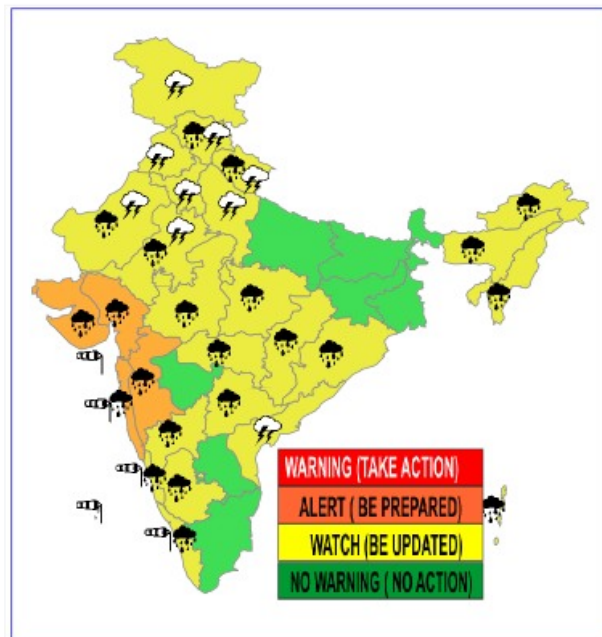 WARNING (TAKE ACTION)
ALERT ( BE PREPARED)
WATCH (BE UPDATED)
NO WARNING ( NO ACTION)